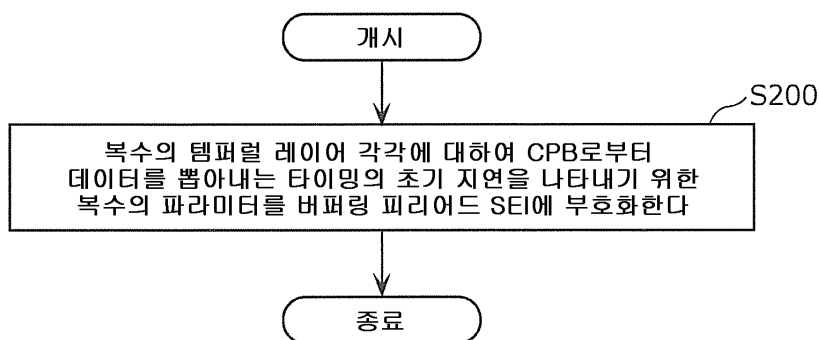 개시
S200
복수의 템퍼럴 레이어 각각에 대하여 CPB로부터
데이터를 뽑아내는 타이밍의 초기 지연을 나타내기 위한
복수의 파라미터를 버퍼링 피리어드 SEI에 부호화한다
종료